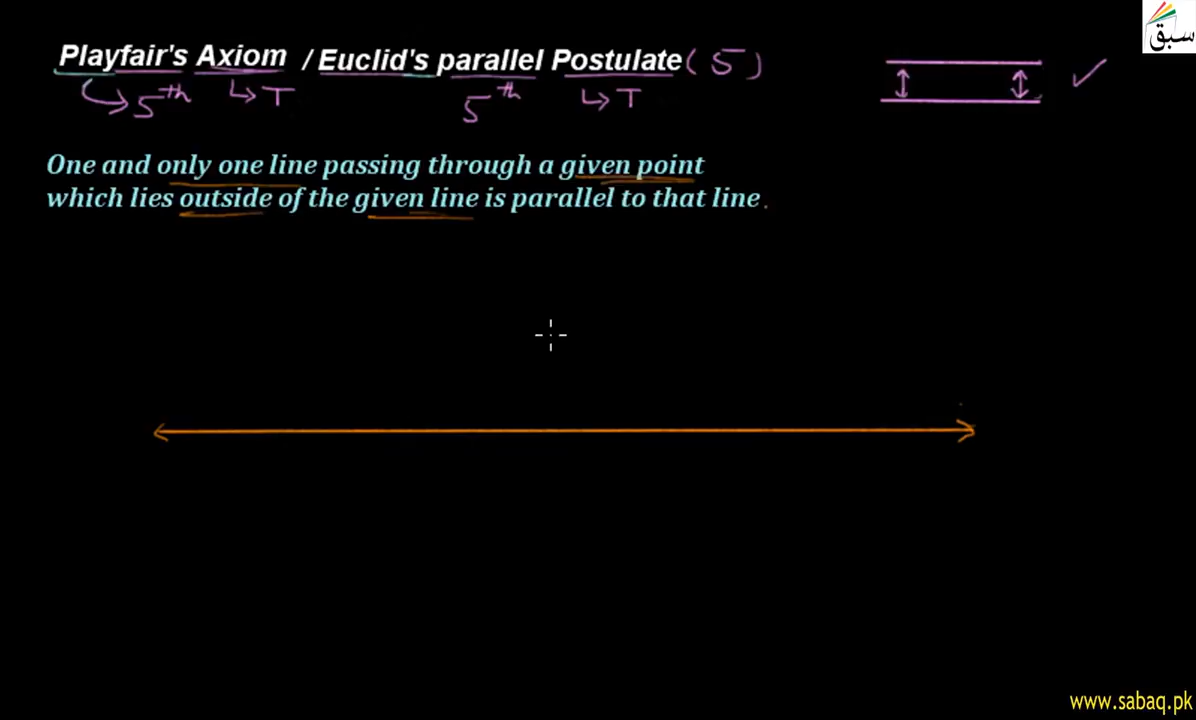 Playfair's Axiom / Euclid's parallel Postulate (5)
5th T 5th T
One and only one line passing through a given point
which lies outside of the given line is parallel to that line.
سبق
www.sabaq.pk